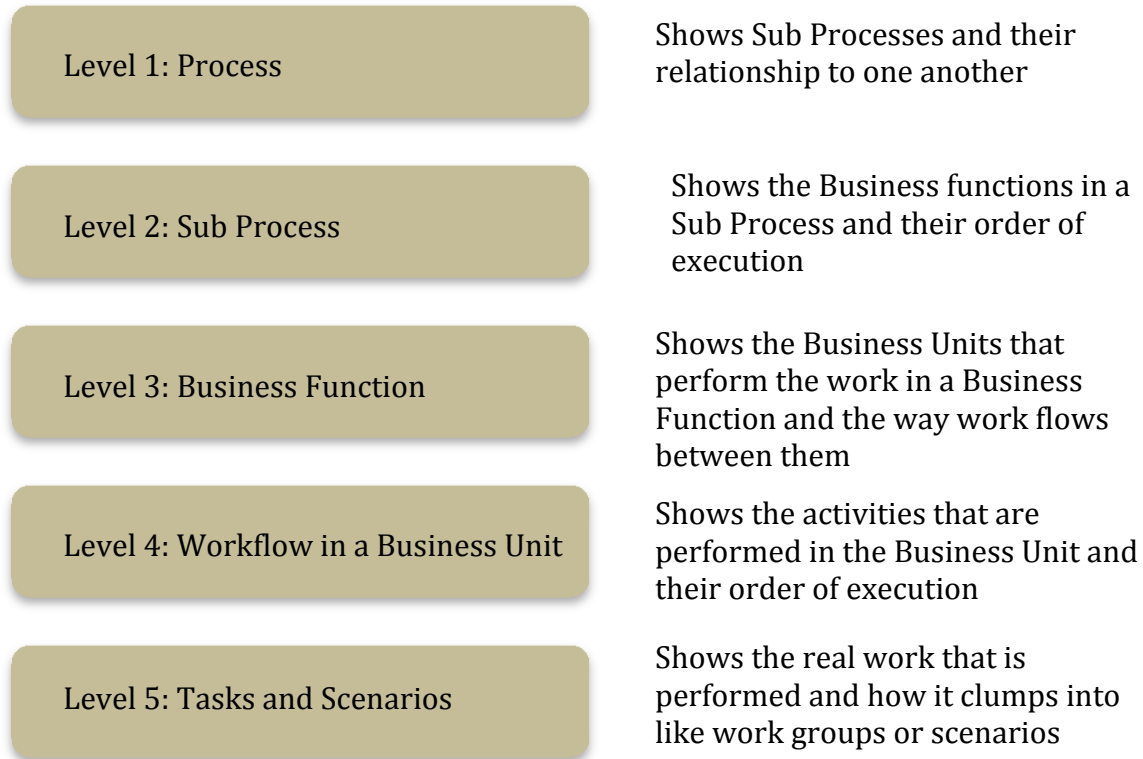 Level 1: Process
Shows Sub Processes and their
relationship to one another
Level 2: Sub Process
Shows the Business functions in a
Sub Process and their order of
execution
Level 3: Business Function
Shows the Business Units that
perform the work in a Business
Function and the way work flows
between them
Level 4: Workflow in a Business Unit
Shows the activities that are
performed in the Business Unit and
their order of execution
Level 5: Tasks and Scenarios
Shows the real work that is
performed and how it clumps into
like work groups or scenarios